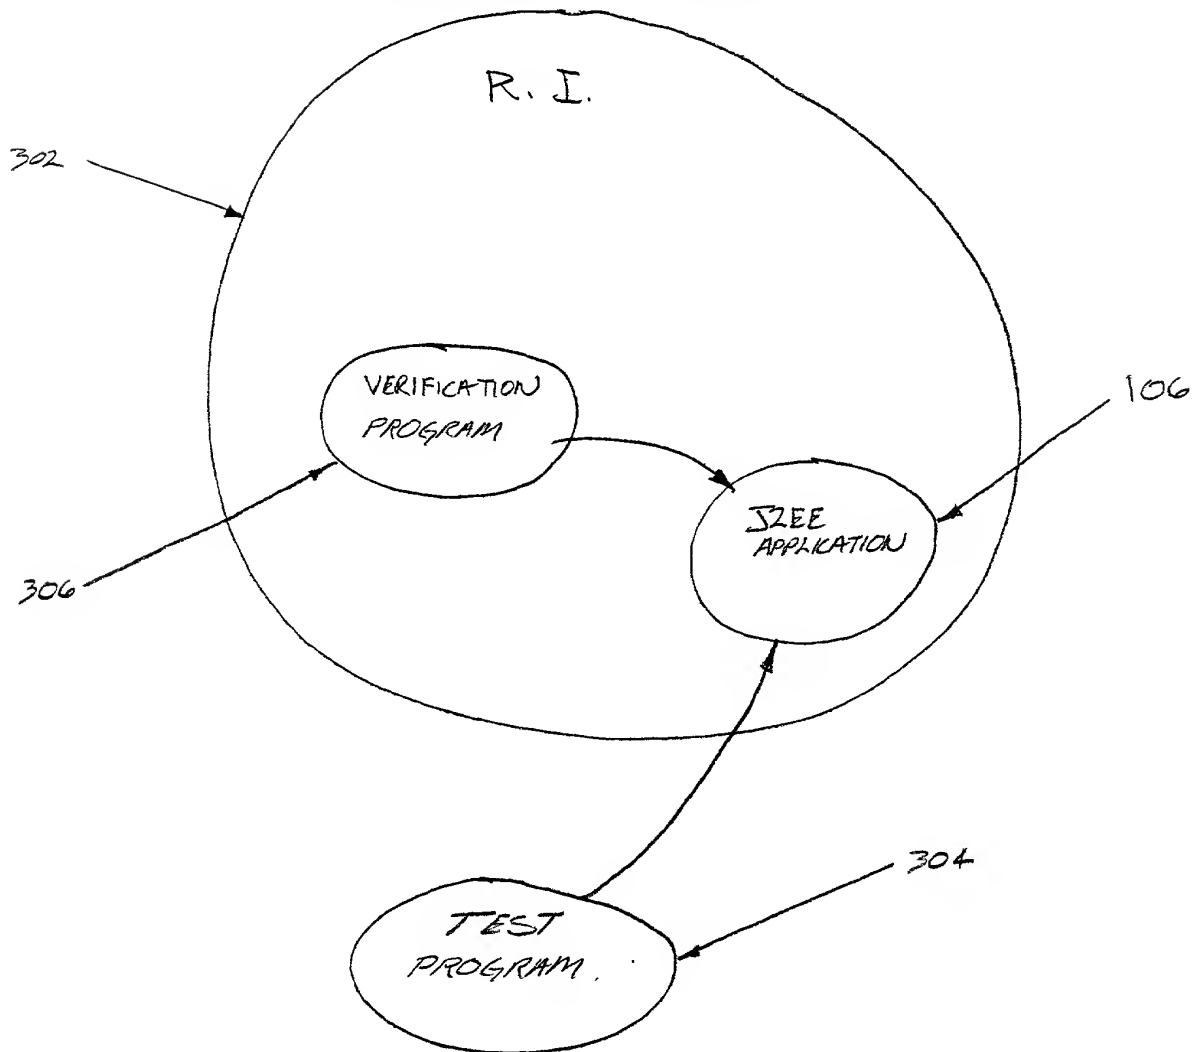 R. I.
302
VERIFICATION
PROGRAM
106
J2EE
APPLICATION
306
304
TEST
PROGRAM.